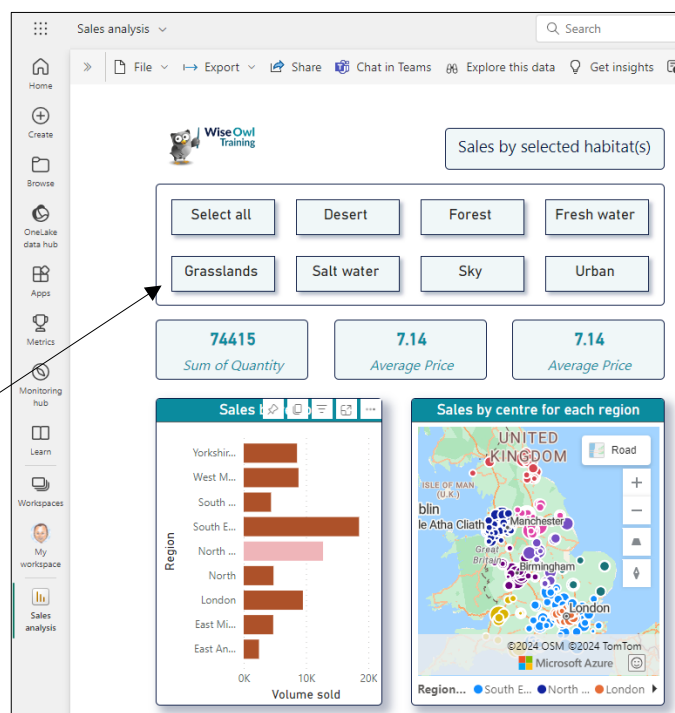 Sales analysis
Search
File
Export
Share
Chat in Teams
Explore this data
Get insights
Home
Create
Browse
OneLake
data hub
Apps
Metrics
Monitoring
hub
Learn
Workspaces
My
workspace
Sales
analysis
WiseOwl
Training
Sales by selected habitat(s)
Select all
Desert
Forest
Fresh water
Grasslands
Salt water
Sky
Urban
74415
Sum of Quantity
7.14
Average Price
7.14
Average Price
Sales
Yorkshir...
West M...
South ...
South E...
North ...
North
London
East Mi...
East An...
Region
0K
10K
20K
Volume sold
Sales by centre for each region
UNITED
KINGDOM
Road
ISLE OF MAN
(U.K.)
blin
le Atha Cliath
Manchester
Great
Britain
Birmingham
London
©2024 OSM ©2024 TomTom
Microsoft Azure
Region... South E... North ... London